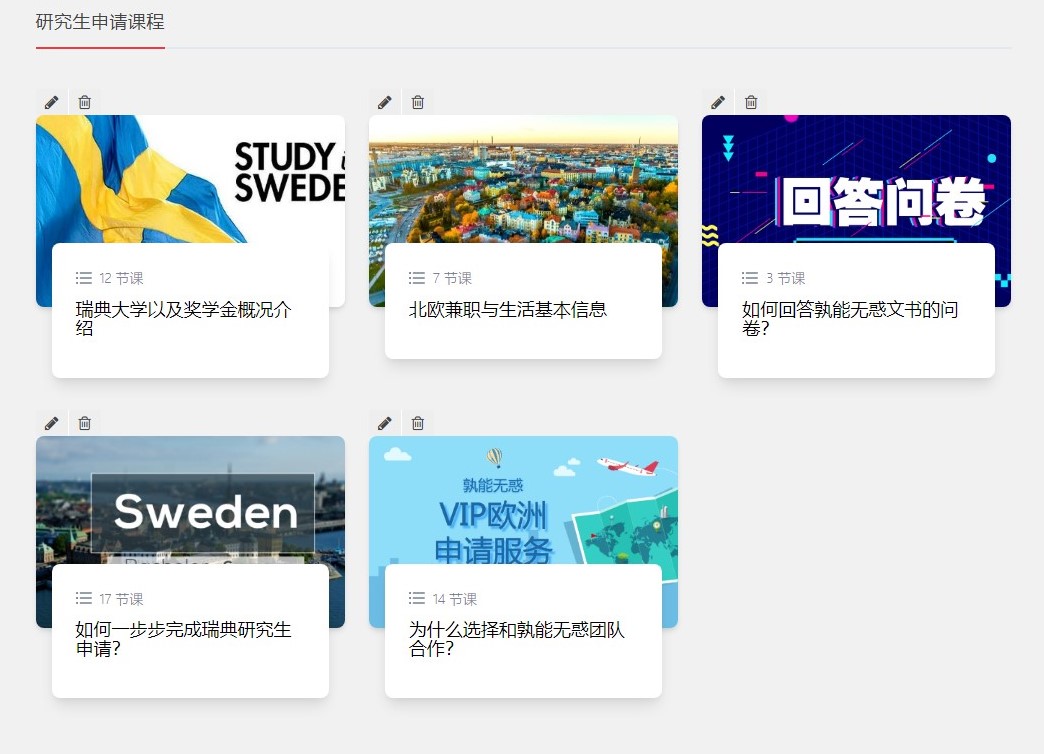 研究生申请课程
STUDY
SWEDE
12 节课
瑞典大学以及奖学金概况介
绍
7 节课
北欧兼职与生活基本信息
回答问卷
3 节课
如何回答孰能无惑文书的问
卷？
Sweden
17 节课
如何一步步完成瑞典研究生
申请？
孰能无惑
VIP欧洲
申请服务
14 节课
为什么选择和孰能无惑团队
合作？